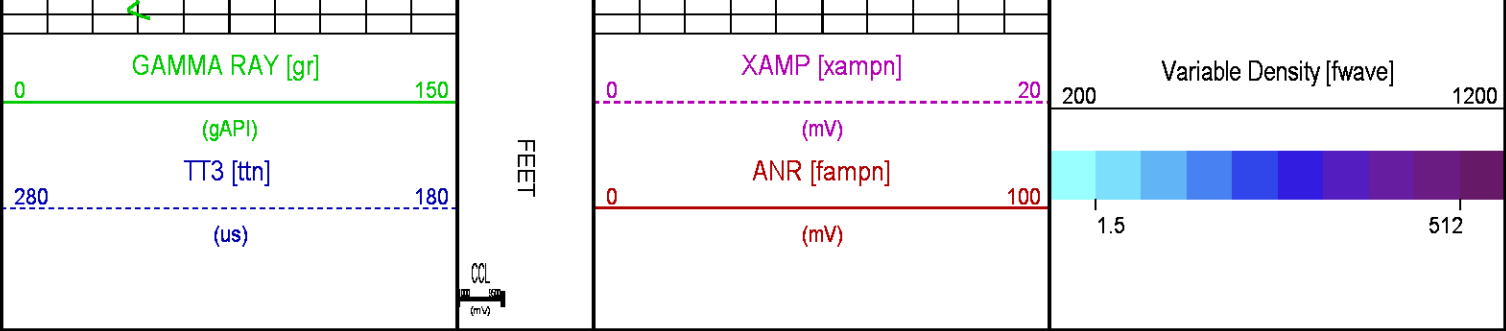 GAMMA RAY [gr]
0 150
(gAPI)
TT3 [ttn]
280 180
(us)
FEET
CCL
(mV)
XAMP [xampn]
0 20
(mV)
ANR [fampn]
0 100
(mV)
Variable Density [fwave]
200 1200
1.5 512